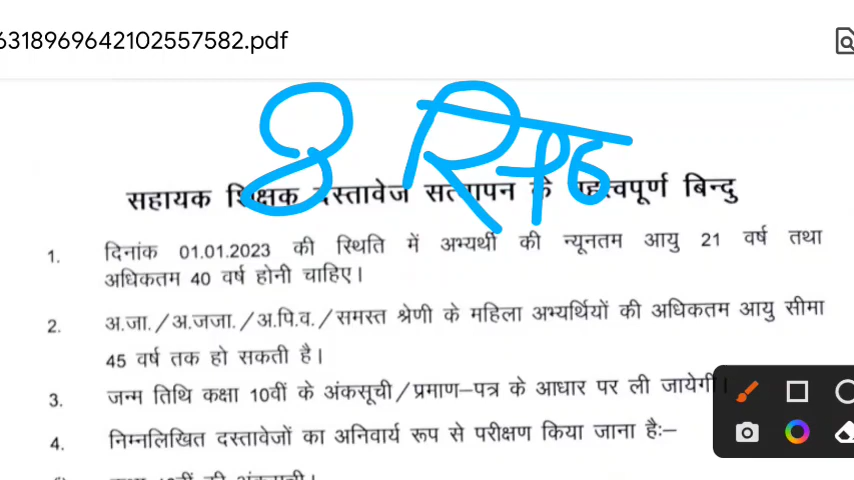 6318969642102557582.pdf
8
सहायक शिक्षक दस्तावेज सत्यापन के महत्वपूर्ण बिन्दु
1. दिनांक 01.01.2023 की स्थिति में अभ्यर्थी की न्यूनतम आयु 21 वर्ष तथा
अधिकतम 40 वर्ष होनी चाहिए।
2. अ.जा./अ.जजा./अ.पि.व./समस्त श्रेणी के महिला अभ्यर्थियों की अधिकतम आयु सीमा
45 वर्ष तक हो सकती है।
3. जन्म तिथि कक्षा 10वीं के अंकसूची/प्रमाण–पत्र के आधार पर ली जायेगी।
4. निम्नलिखित दस्तावेजों का अनिवार्य रूप से परीक्षण किया जाना है:–